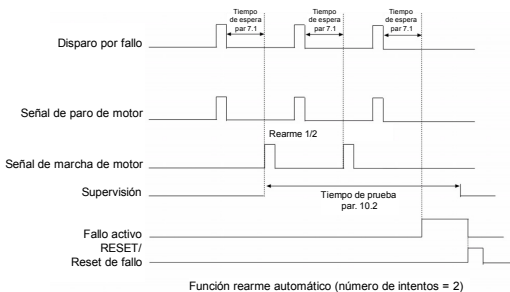 Tiempo
de espera
par 7.1
Tiempo
de espera
par 7.1
Tiempo
de espera
par 7.1
Disparo por fallo
Señal de paro de motor
Rearme 1/2
Señal de marcha de motor
Supervisión
Tiempo de prueba
par. 10.2
Fallo activo
RESET/
Reset de fallo
Función rearme automático (número de intentos = 2)